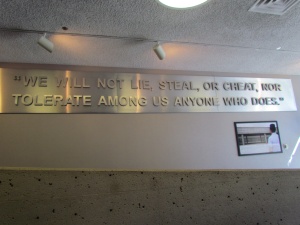 "WE WILL NOT LIE, STEAL, OR CHEAT, NOR
TOLERATE AMONG US ANYONE WHO DOES."